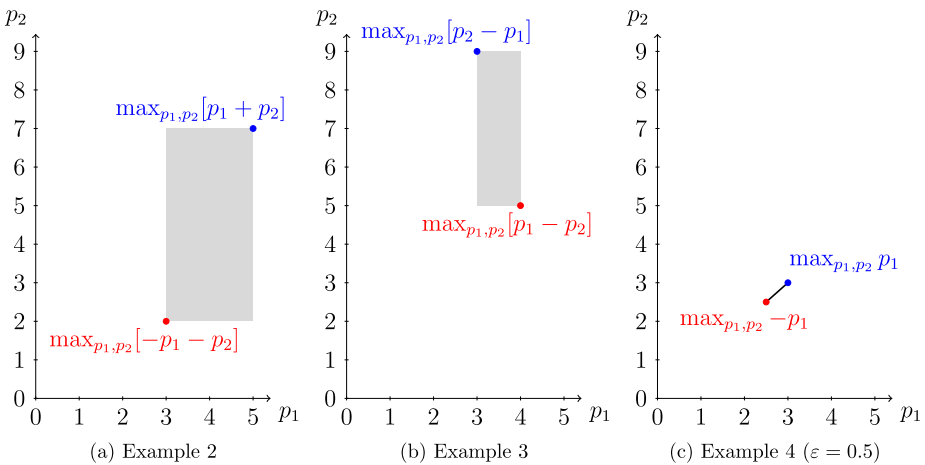 p₂
9
8
7
6
5
4
3
2
1
0
0 1 2 3 4 5 p₁
max_{p₁,p₂}[p₁ + p₂]
max_{p₁,p₂}[−p₁ − p₂]
(a) Example 2
p₂
9
8
7
6
5
4
3
2
1
0
0 1 2 3 4 5 p₁
max_{p₁,p₂}[p₂ − p₁]
max_{p₁,p₂}[p₁ − p₂]
(b) Example 3
p₂
9
8
7
6
5
4
3
2
1
0
0 1 2 3 4 5 p₁
max_{p₁,p₂} p₁
max_{p₁,p₂} −p₁
(c) Example 4 (ε = 0.5)